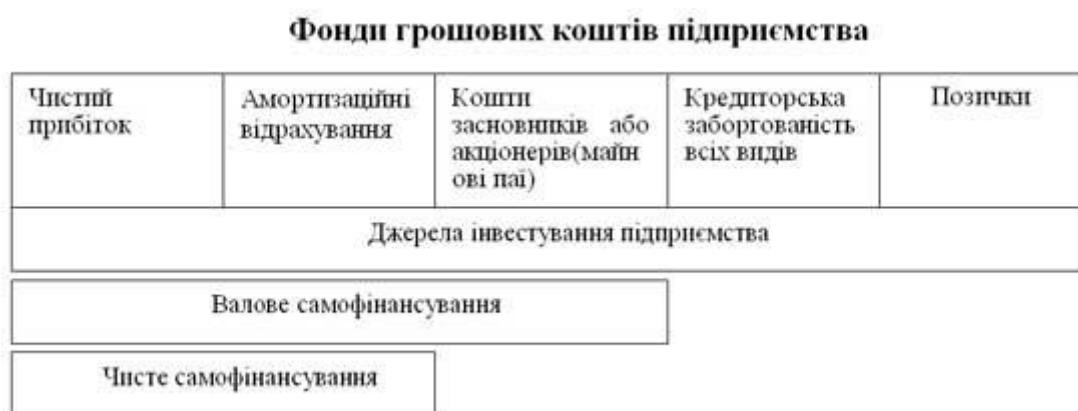 Фонди грошових коштів підприємства
Чистий
прибіток
Амортизаційні
відрахування
Кошти
засновників або
акціонерів(майн
ові паї)
Кредиторська
заборгованість
всіх видів
Позички
Джерела інвестування підприємства
Валове самофінансування
Чисте самофінансування